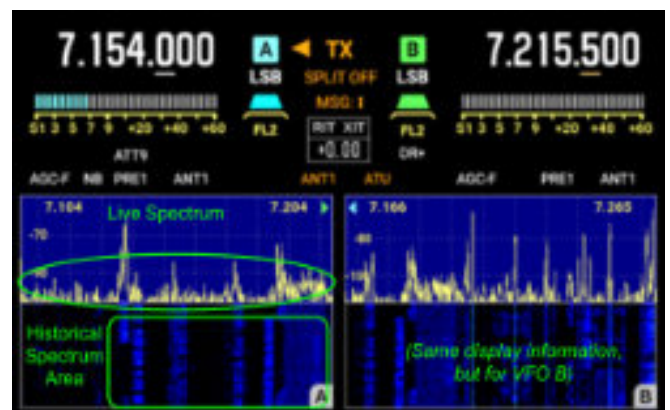 7.154.000 A ◄ TX B 7.215.500
LSB SPLIT OFF LSB
MSG: I
S1 3 5 7 9 +20 +40 +60 FL2 RIT XIT FL2 S1 3 5 7 9 +20 +40 +60
+0.00
ATT9 DR+
AGC-F NB PRE1 ANT1 ANT1 ATU AGC-F PRE1 ANT1
7.104 Live Spectrum 7.204 7.166 7.265
-70
-80
Historical
Spectrum
Area
(Same display information,
but for VFO B)
A B